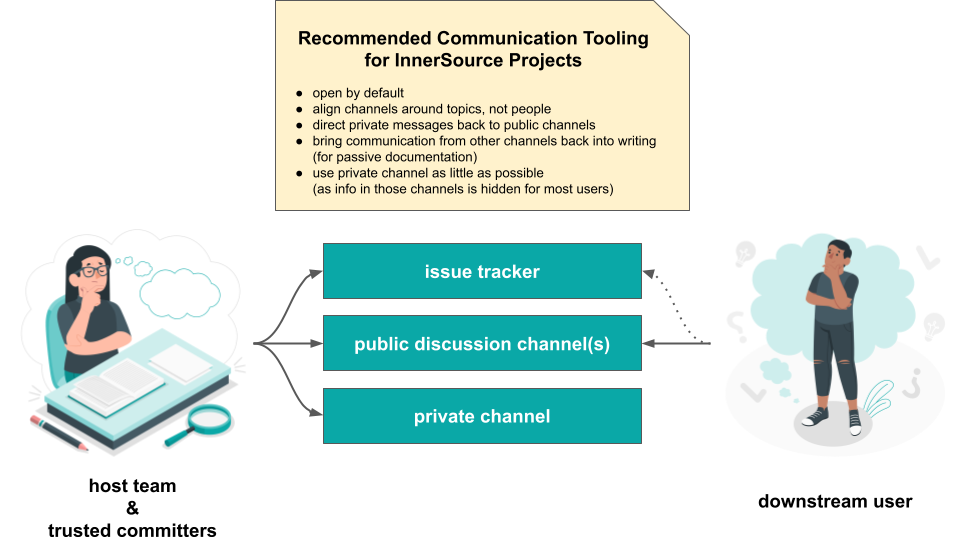 Recommended Communication Tooling
for InnerSource Projects
● open by default
● align channels around topics, not people
● direct private messages back to public channels
● bring communication from other channels back into writing
(for passive documentation)
● use private channel as little as possible
(as info in those channels is hidden for most users)
issue tracker
public discussion channel(s)
private channel
host team
&
trusted committers
downstream user